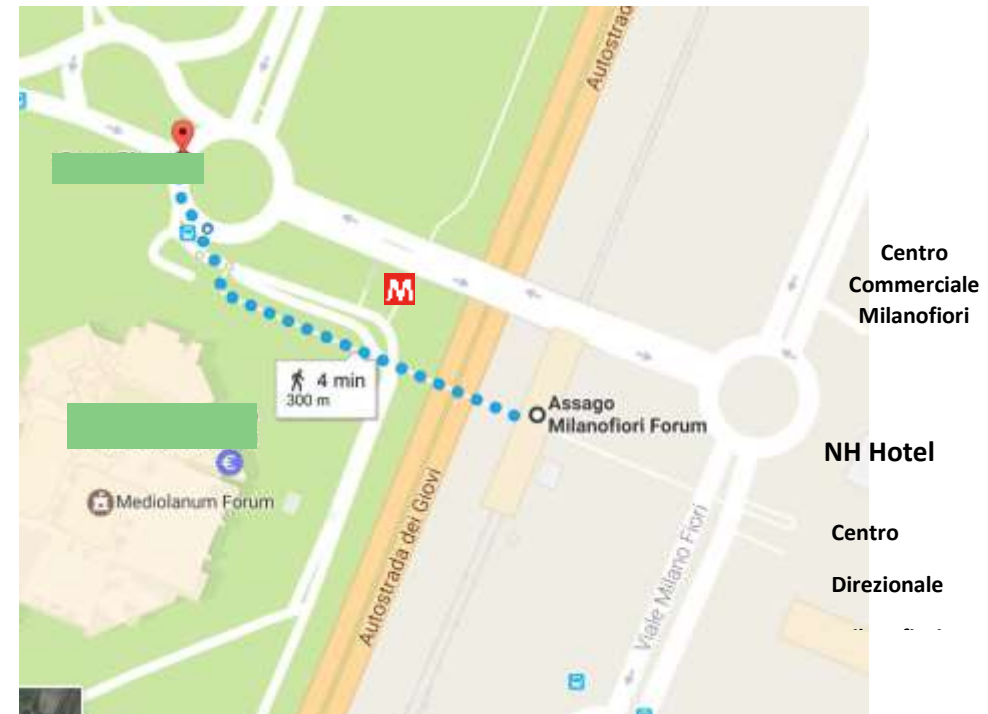 Autostrad
Centro
Commerciale
Milanofiori
4 min
300 m
Assago
Milanofiori Forum
NH Hotel
€
Mediolanum Forum
Centro
Direzionale
Autostrada dei Giovi
Viale Milano Fiori